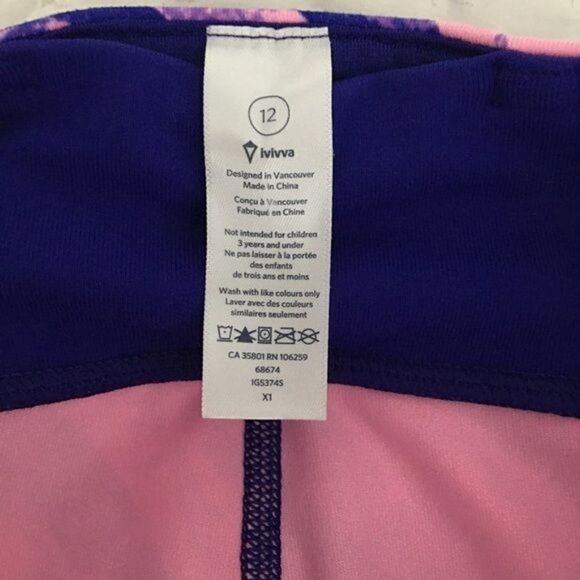 12
ivivva
Designed in Vancouver
Made in China
Conçu à Vancouver
Fabriqué en Chine
Not intended for children
3 years and under
Ne pas laisser à la portée
des enfants
de trois ans et moins
Wash with like colours only
Laver avec des couleurs
similaires seulement
CA 35801 RN 106259
68674
IG5374S
X1